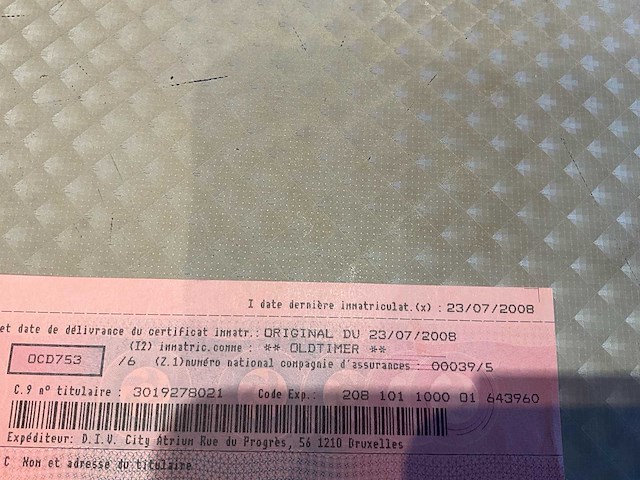 I date dernière immatriculat.(x) : 23/07/2008
et date de délivrance du certificat immatr.: ORIGINAL DU 23/07/2008
(I2) immatric.comme : ** OLDTIMER **
OCD753 /6 (Z.1)numéro national compagnie d'assurances : 00039/5
C.9 n° titulaire : 3019278021 Code Exp.: 208 101 1000 01 643960
Expéditeur: D.I.V. City Atrium Rue du Progrès, 56 1210 Bruxelles
C Nom et adresse du titulaire